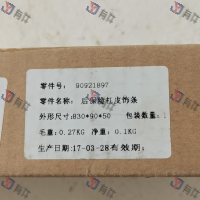 零件号: 90921897
零件名称: 后保险杠皮饰条
外形尺寸:830*90*50 包装数量:1
毛重:0.27KG 净重:0.1KG
生产日期:17-03-28有效期: